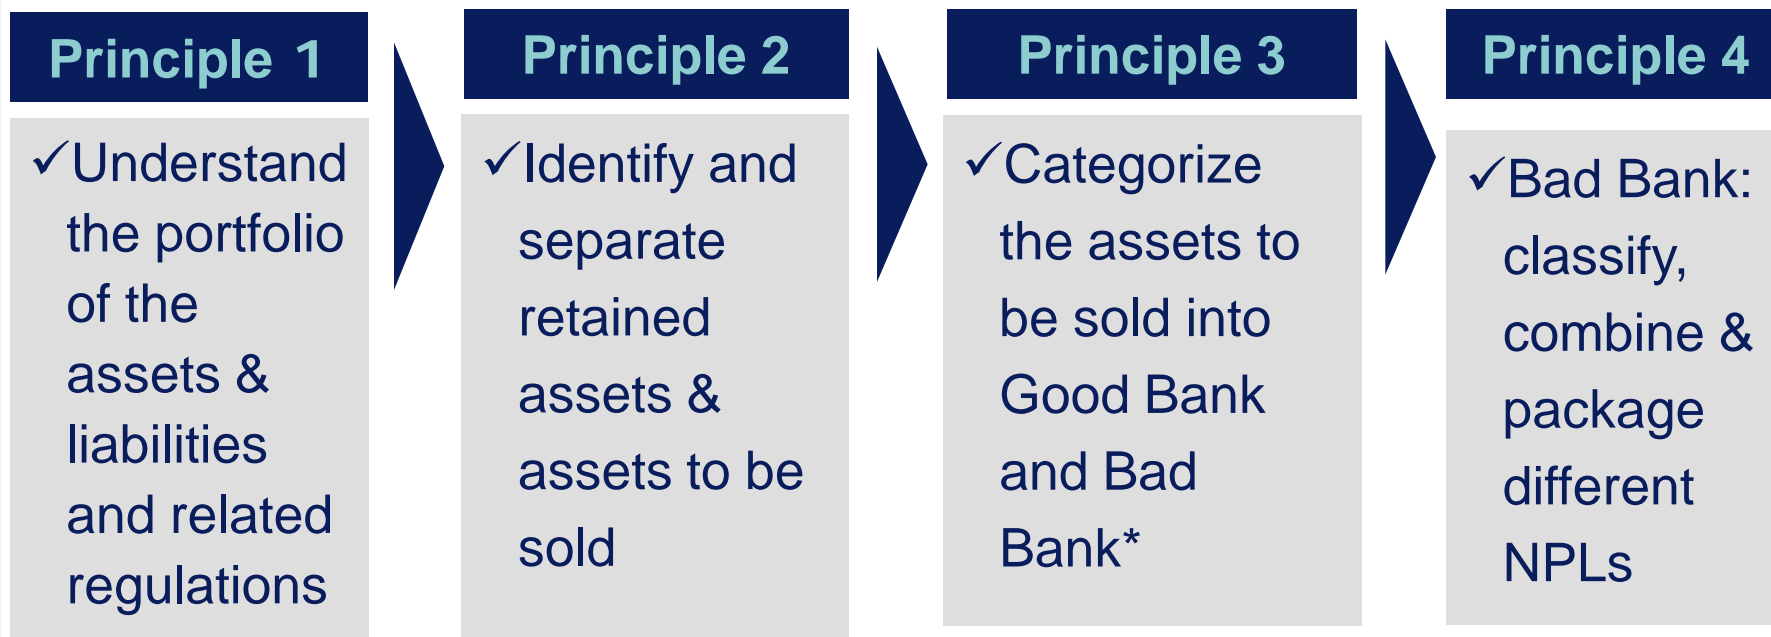 Principle 1
✓Understand
the portfolio
of the
assets &
liabilities
and related
regulations
Principle 2
✓Identify and
separate
retained
assets &
assets to be
sold
Principle 3
✓Categorize
the assets to
be sold into
Good Bank
and Bad
Bank*
Principle 4
✓Bad Bank:
classify,
combine &
package
different
NPLs